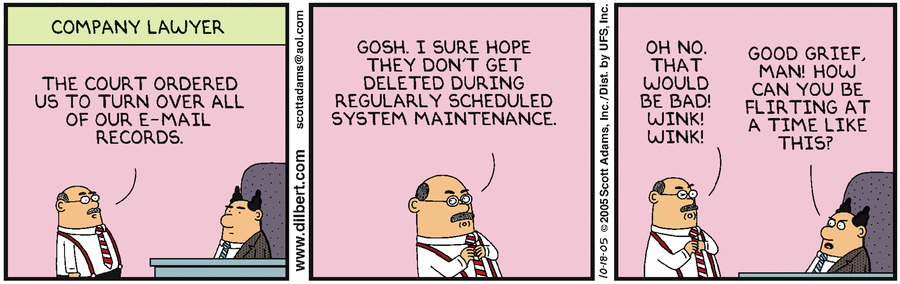 COMPANY LAWYER
THE COURT ORDERED
US TO TURN OVER ALL
OF OUR E-MAIL
RECORDS.
www.dilbert.com
scottadams@aol.com
GOSH. I SURE HOPE
THEY DON'T GET
DELETED DURING
REGULARLY SCHEDULED
SYSTEM MAINTENANCE.
10-18-05 ©2005 Scott Adams, Inc./Dist. by UFS, Inc.
OH NO.
THAT
WOULD
BE BAD!
WINK!
WINK!
GOOD GRIEF,
MAN! HOW
CAN YOU BE
FLIRTING AT
A TIME LIKE
THIS?